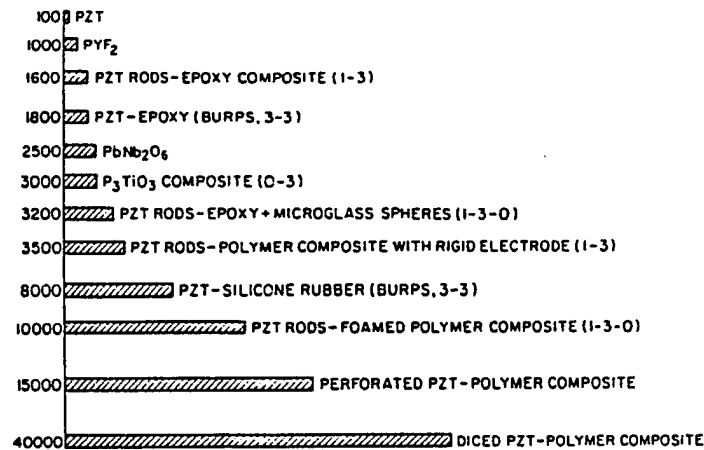 100 PZT
1000 PYF2
1600 PZT RODS-EPOXY COMPOSITE (1-3)
1800 PZT-EPOXY (BURPS, 3-3)
2500 PbNb2O6
3000 P3TiO3 COMPOSITE (0-3)
3200 PZT RODS-EPOXY+MICROGLASS SPHERES (1-3-0)
3500 PZT RODS-POLYMER COMPOSITE WITH RIGID ELECTRODE (1-3)
8000 PZT-SILICONE RUBBER (BURPS, 3-3)
10000 PZT RODS-FOAMED POLYMER COMPOSITE (1-3-0)
15000 PERFORATED PZT-POLYMER COMPOSITE
40000 DICED PZT-POLYMER COMPOSITE